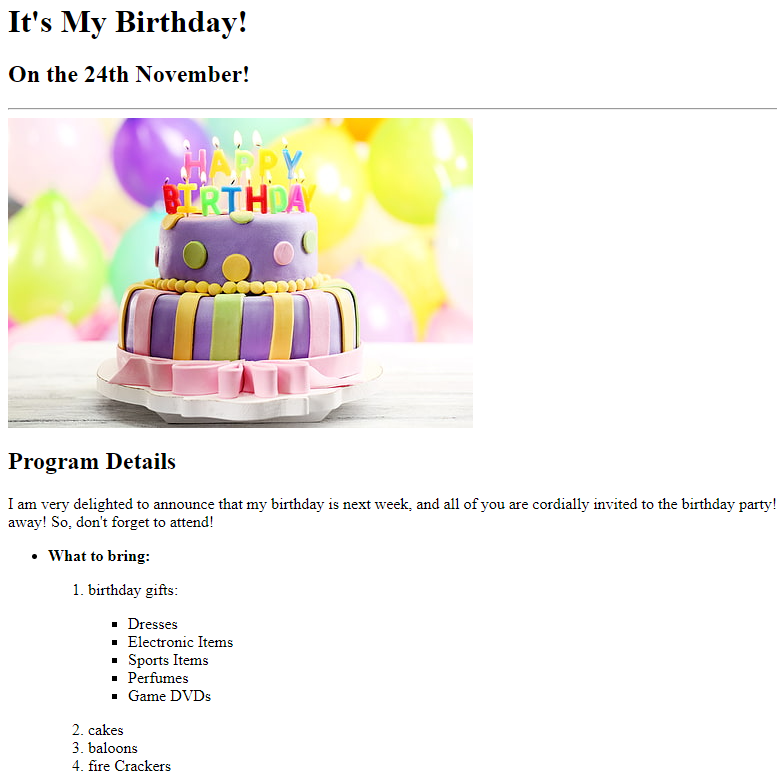 It's My Birthday!
On the 24th November!
HAPPY
BIRTHDAY
Program Details
I am very delighted to announce that my birthday is next week, and all of you are cordially invited to the birthday party!
away! So, don't forget to attend!
• What to bring:
1. birthday gifts:
▪ Dresses
▪ Electronic Items
▪ Sports Items
▪ Perfumes
▪ Game DVDs
2. cakes
3. baloons
4. fire Crackers